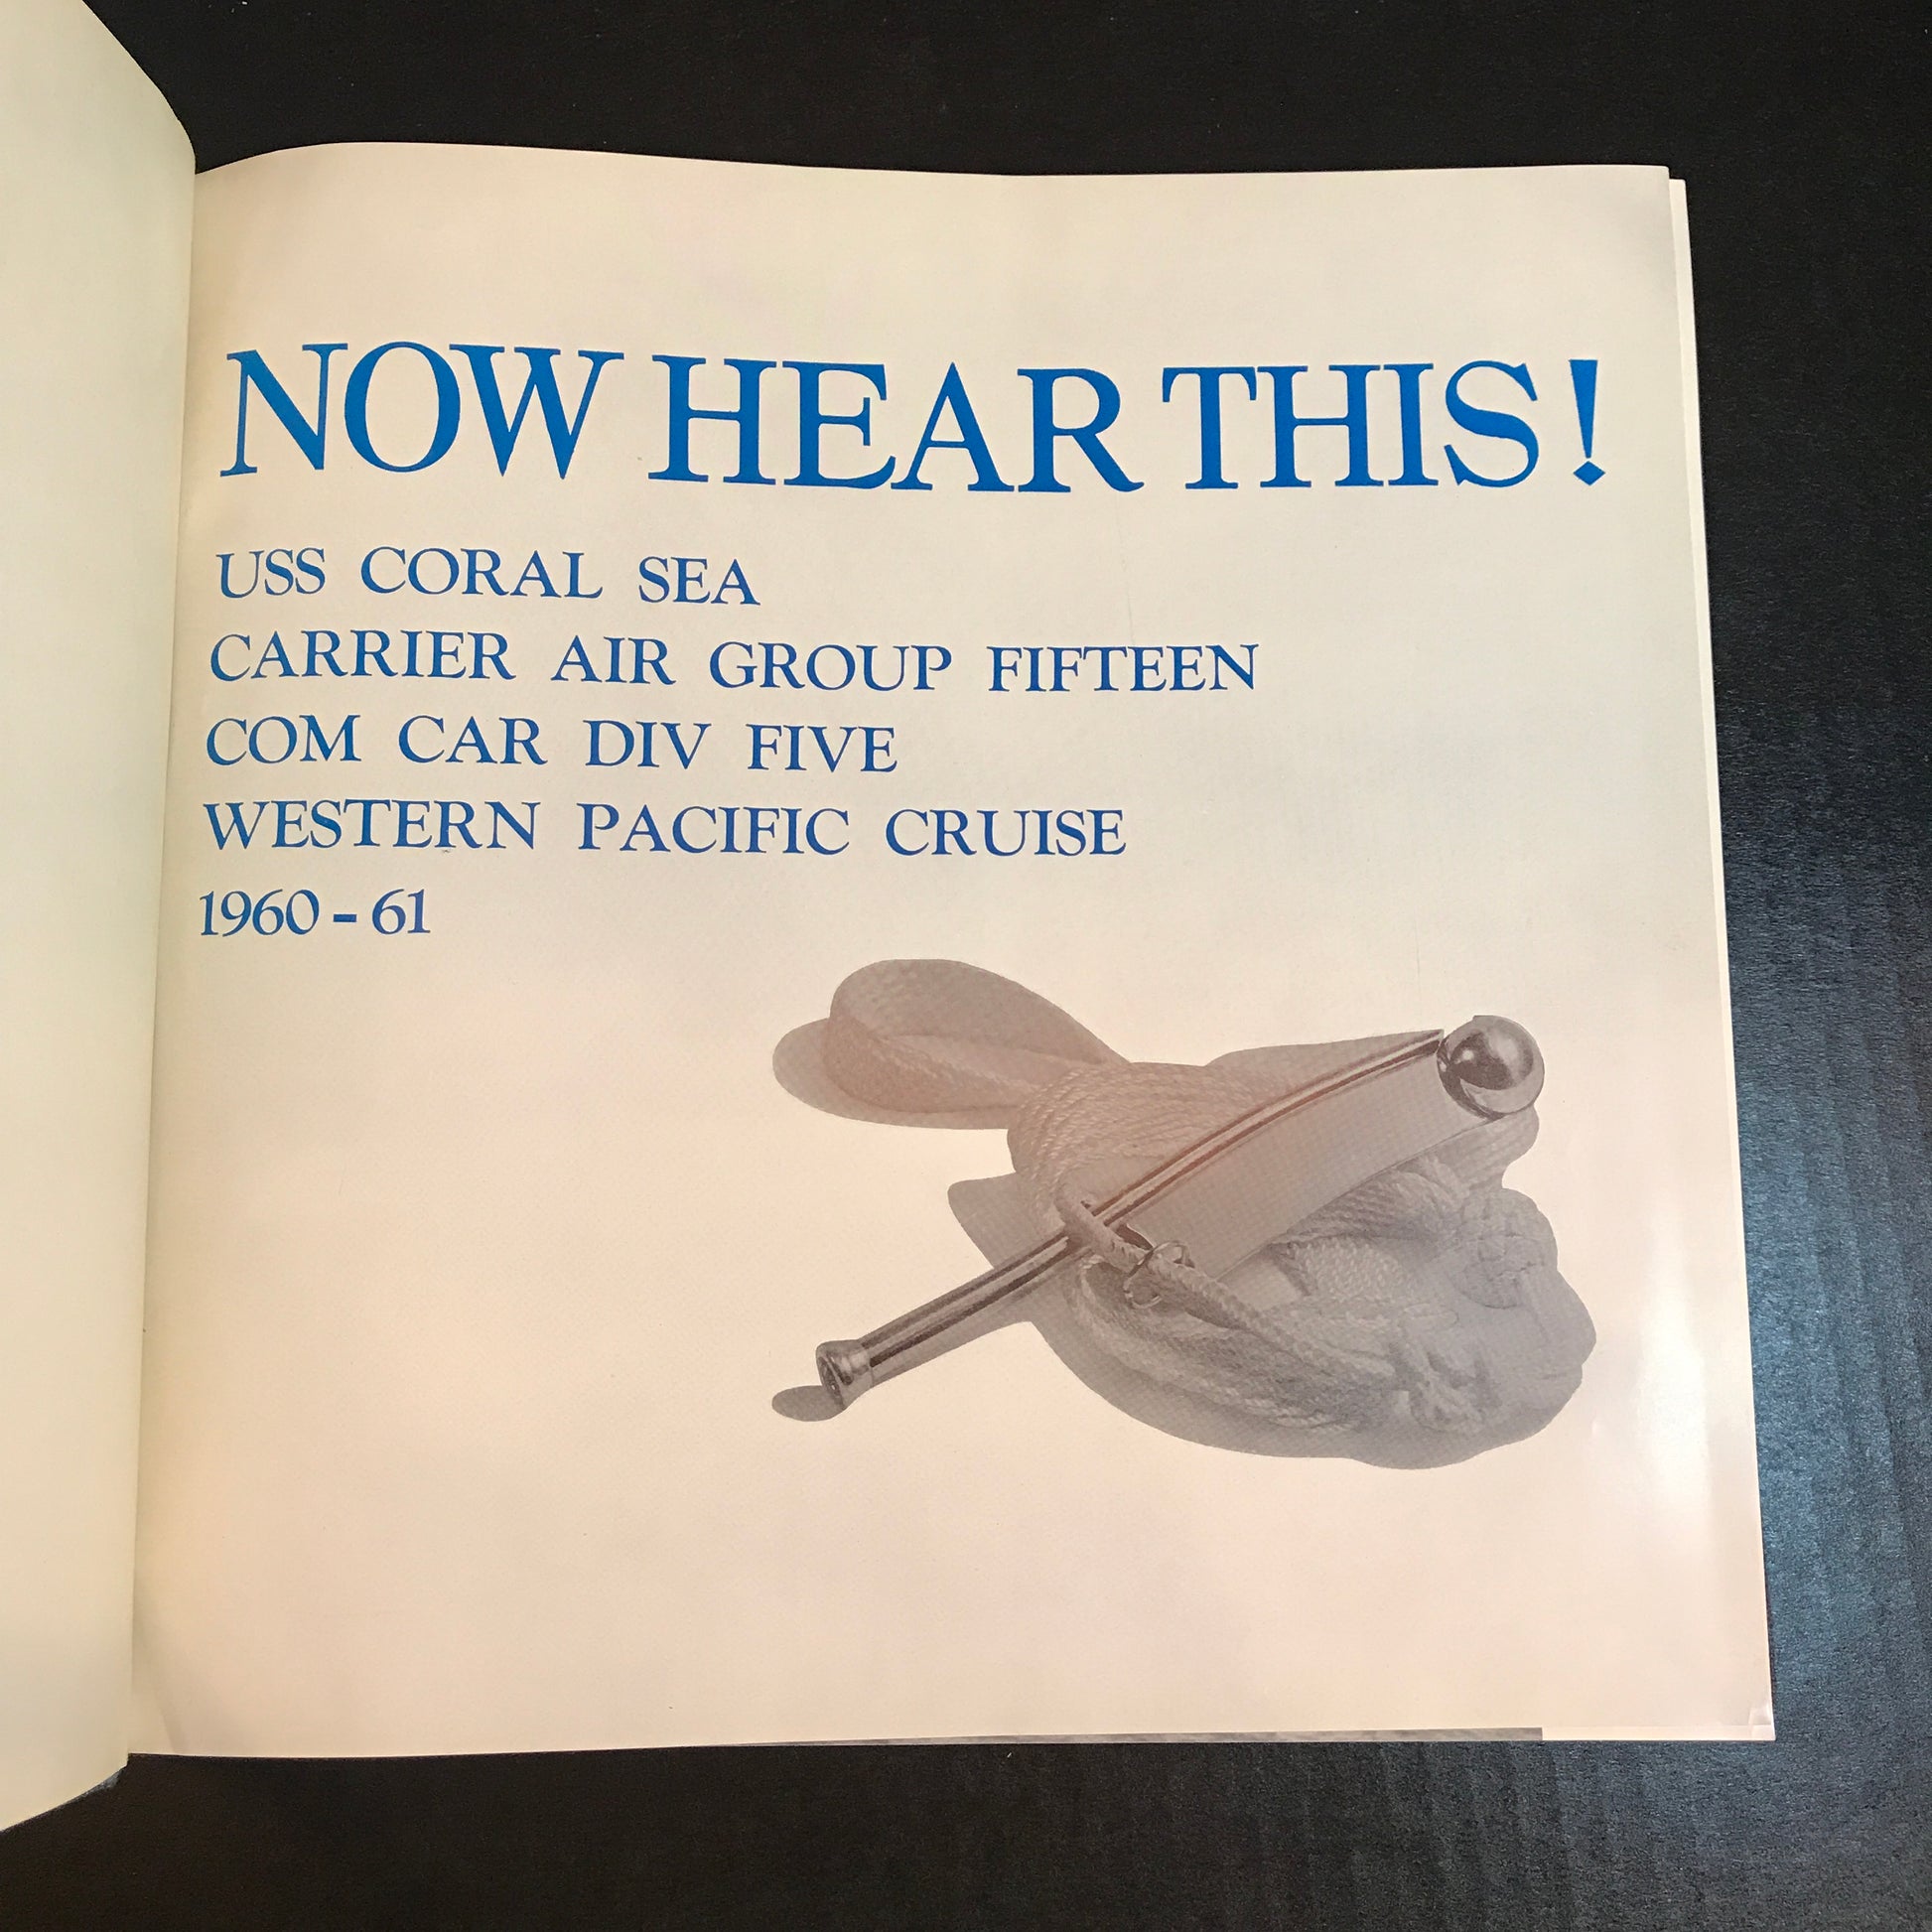 NOW HEAR THIS!
USS CORAL SEA
CARRIER AIR GROUP FIFTEEN
COM CAR DIV FIVE
WESTERN PACIFIC CRUISE
1960-61